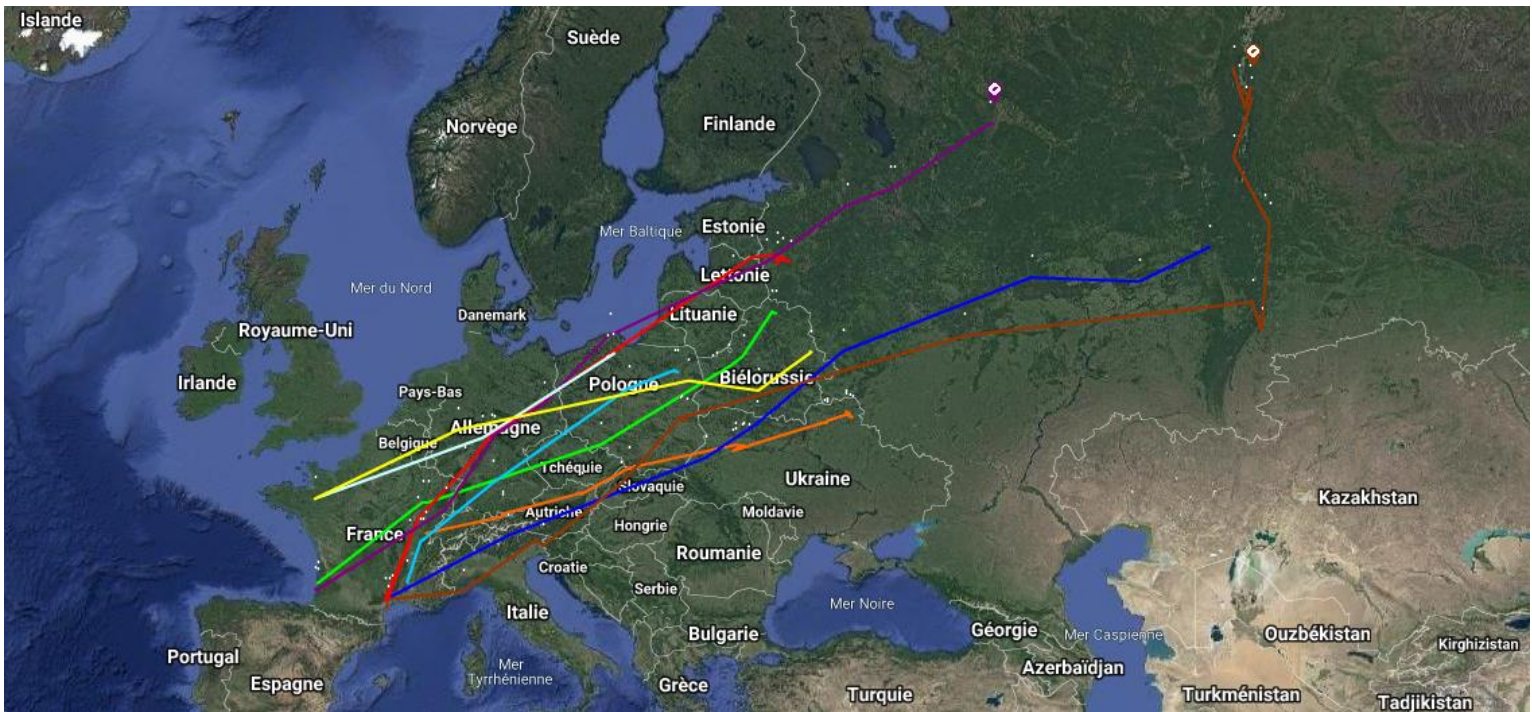 Islande
Suède
Norvège
Finlande
Estonie
Mer Baltique
Lettonie
Mer du Nord
Danemark
Lituanie
Royaume-Uni
Irlande
Pays-Bas
Pologne
Biélorussie
Belgique
Allemagne
Tchéquie
Ukraine
Slovaquie
Kazakhstan
France
Autriche
Moldavie
Hongrie
Roumanie
Croatie
Serbie
Italie
Mer Noire
Bulgarie
Géorgie
Mer Caspienne
Ouzbékistan
Kirghizistan
Portugal
Espagne
Mer
Tyrrhénienne
Grèce
Turquie
Azerbaïdjan
Turkménistan
Tadjikistan